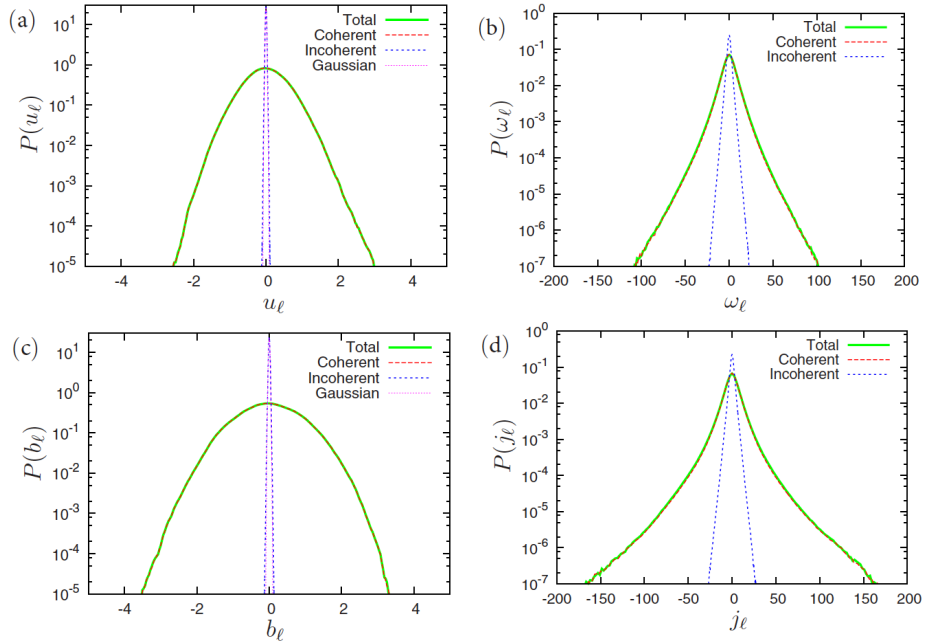 (a)
Total
Coherent
Incoherent
Gaussian
10^1
10^0
10^-1
10^-2
10^-3
10^-4
10^-5
P(u_ℓ)
-4 -2 0 2 4
u_ℓ
(b)
Total
Coherent
Incoherent
10^0
10^-1
10^-2
10^-3
10^-4
10^-5
10^-6
10^-7
P(ω_ℓ)
-200 -150 -100 -50 0 50 100 150 200
ω_ℓ
(c)
Total
Coherent
Incoherent
Gaussian
10^1
10^0
10^-1
10^-2
10^-3
10^-4
10^-5
P(b_ℓ)
-4 -2 0 2 4
b_ℓ
(d)
Total
Coherent
Incoherent
10^0
10^-1
10^-2
10^-3
10^-4
10^-5
10^-6
10^-7
P(j_ℓ)
-200 -150 -100 -50 0 50 100 150 200
j_ℓ